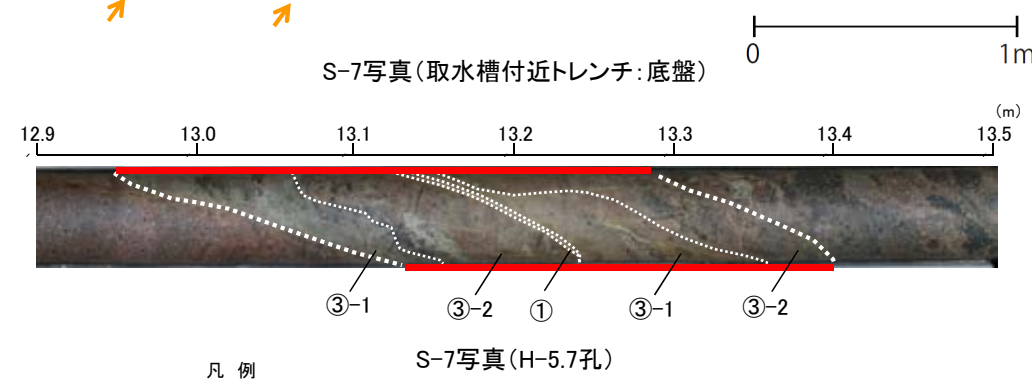 0 1m
S-7写真（取水槽付近トレンチ：底盤）
(m)
12.9 13.0 13.1 13.2 13.3 13.4 13.5
③-1 ③-2 ① ③-1 ③-2
S-7写真（H-5.7孔）
凡 例